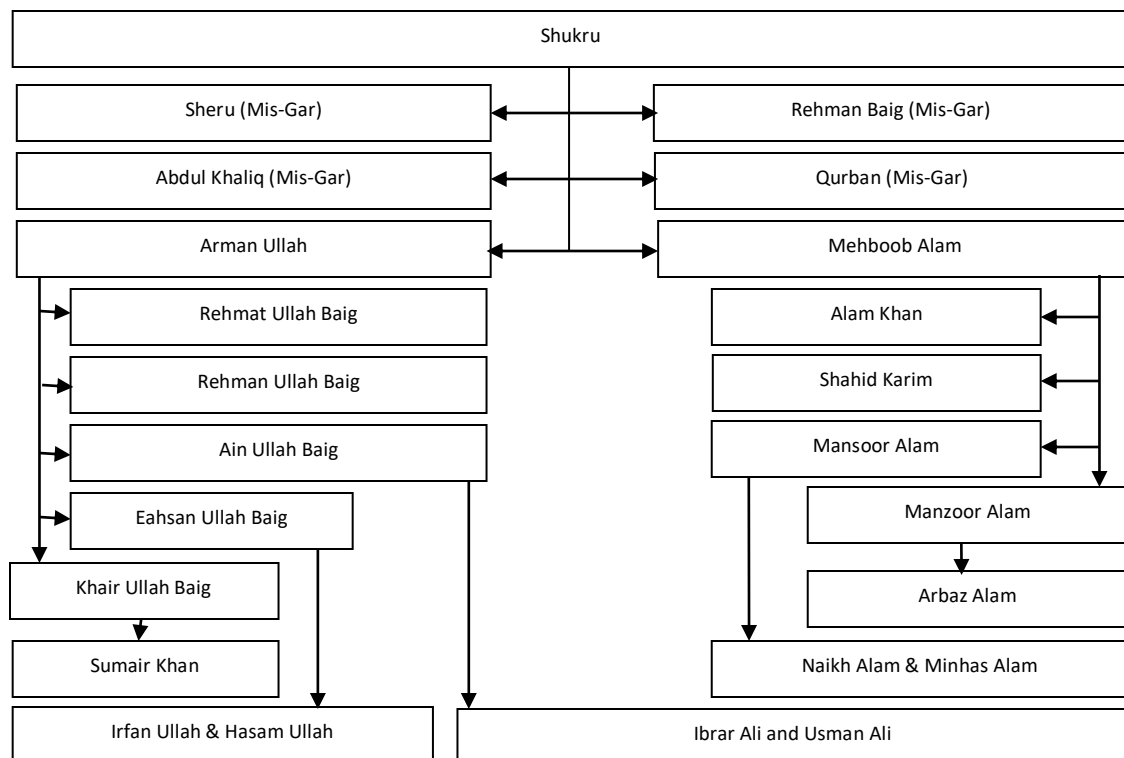 Shukru
Sheru (Mis-Gar)
Rehman Baig (Mis-Gar)
Abdul Khaliq (Mis-Gar)
Qurban (Mis-Gar)
Arman Ullah
Mehboob Alam
Rehmat Ullah Baig
Alam Khan
Rehman Ullah Baig
Shahid Karim
Ain Ullah Baig
Mansoor Alam
Eahsan Ullah Baig
Manzoor Alam
Khair Ullah Baig
Arbaz Alam
Sumair Khan
Naikh Alam & Minhas Alam
Irfan Ullah & Hasam Ullah
Ibrar Ali and Usman Ali